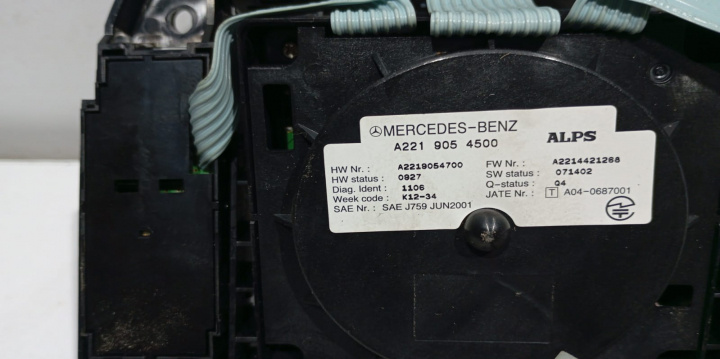 MERCEDES-BENZ
A221 905 4500
ALPS
HW Nr. : A2219054700
HW status : 0927
Diag. Ident : 1106
Week code : K12-34
SAE Nr. : SAE J759 JUN2001
FW Nr. : A2214421268
SW status : 071402
Q-status : Q4
JATE Nr. : T A04-0687001